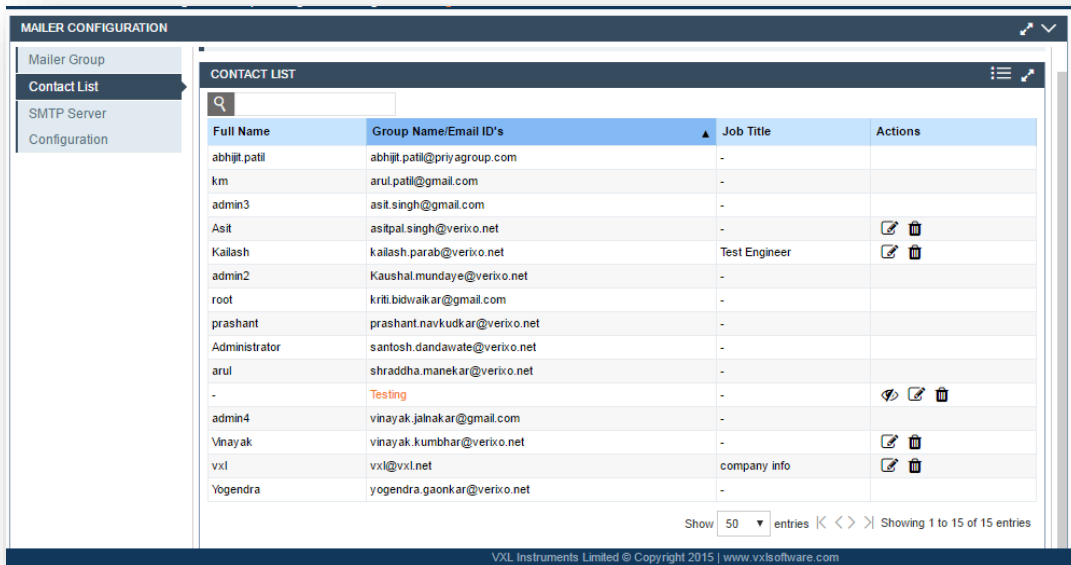 MAILER CONFIGURATION
Mailer Group
Contact List
SMTP Server
Configuration
CONTACT LIST
Full Name Group Name/Email ID's Job Title Actions
abhijit.patil abhijit.patil@priyagroup.com -
km arul.patil@gmail.com -
admin3 asit.singh@gmail.com -
Asit asitpal.singh@verixo.net -
Kailash kailash.parab@verixo.net Test Engineer
admin2 Kaushal.mundaye@verixo.net -
root kriti.bidwaikar@gmail.com -
prashant prashant.navkudkar@verixo.net -
Administrator santosh.dandawate@verixo.net -
arul shraddha.manekar@verixo.net -
- Testing -
admin4 vinayak.jalnakar@gmail.com -
Vinayak vinayak.kumbhar@verixo.net -
vxl vxl@vxl.net company info
Yogendra yogendra.gaonkar@verixo.net -
Show 50 entries Showing 1 to 15 of 15 entries
VXL Instruments Limited © Copyright 2015 | www.vxlsoftware.com